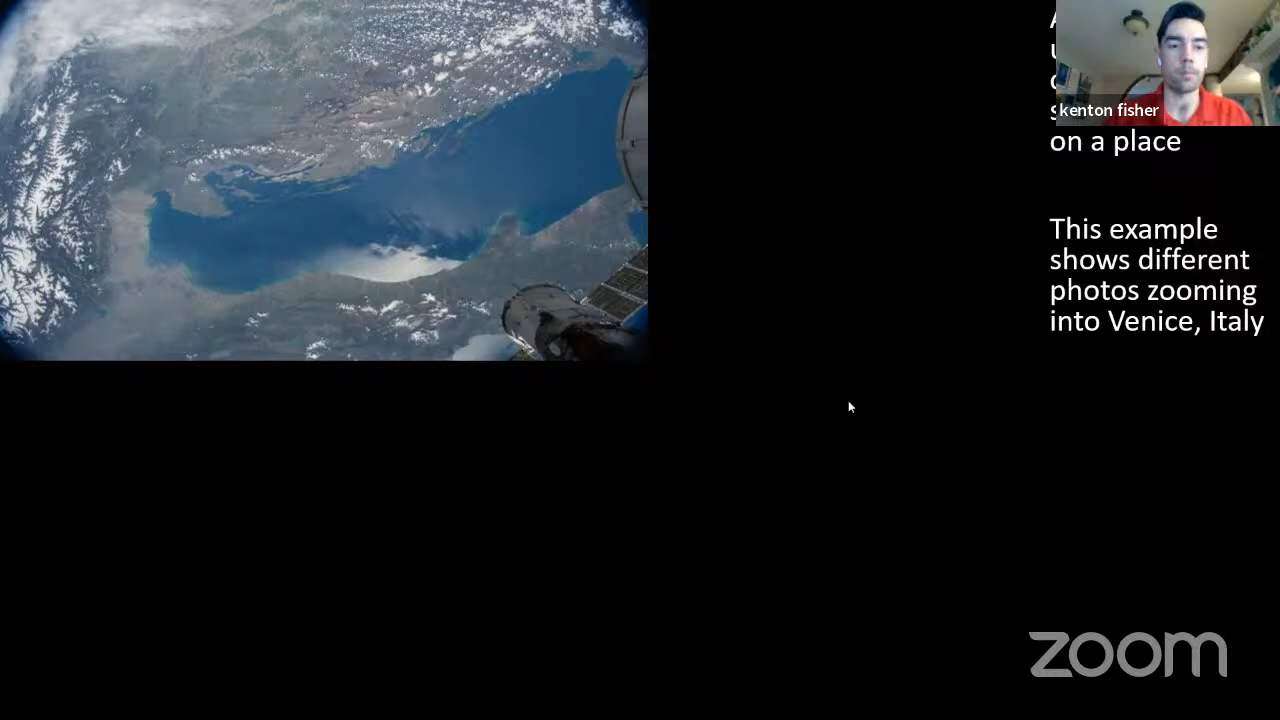 kenton fisher
on a place
This example
shows different
photos zooming
into Venice, Italy
zoom